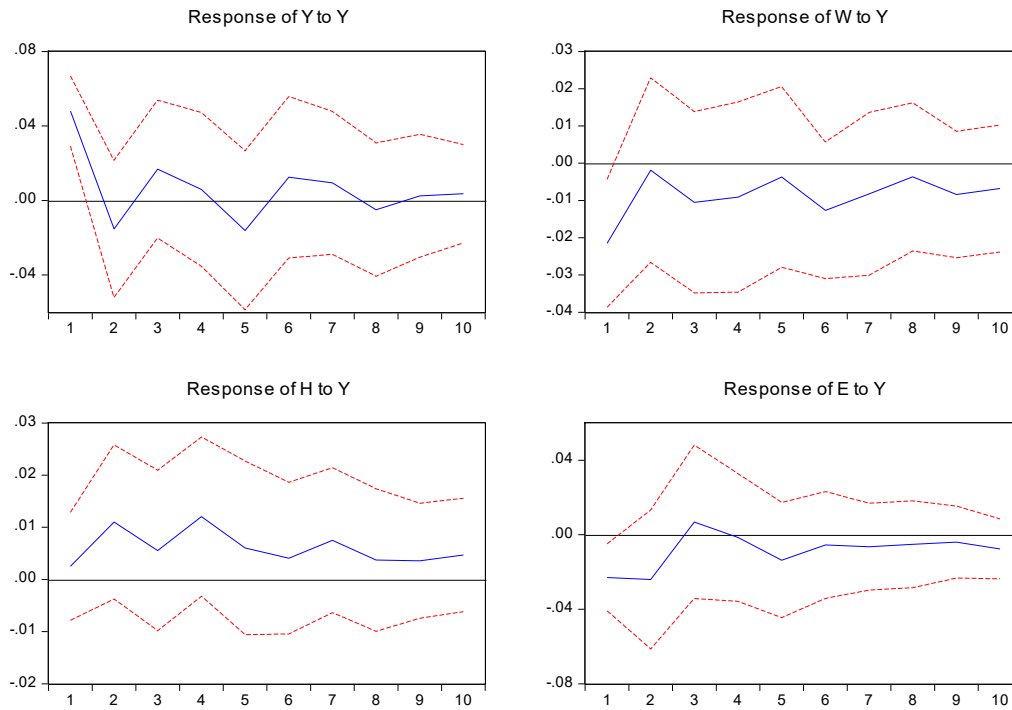 Response of Y to Y
.08
.04
.00
-.04
1 2 3 4 5 6 7 8 9 10
Response of W to Y
.03
.02
.01
.00
-.01
-.02
-.03
-.04
1 2 3 4 5 6 7 8 9 10
Response of H to Y
.03
.02
.01
.00
-.01
-.02
1 2 3 4 5 6 7 8 9 10
Response of E to Y
.04
.00
-.04
-.08
1 2 3 4 5 6 7 8 9 10